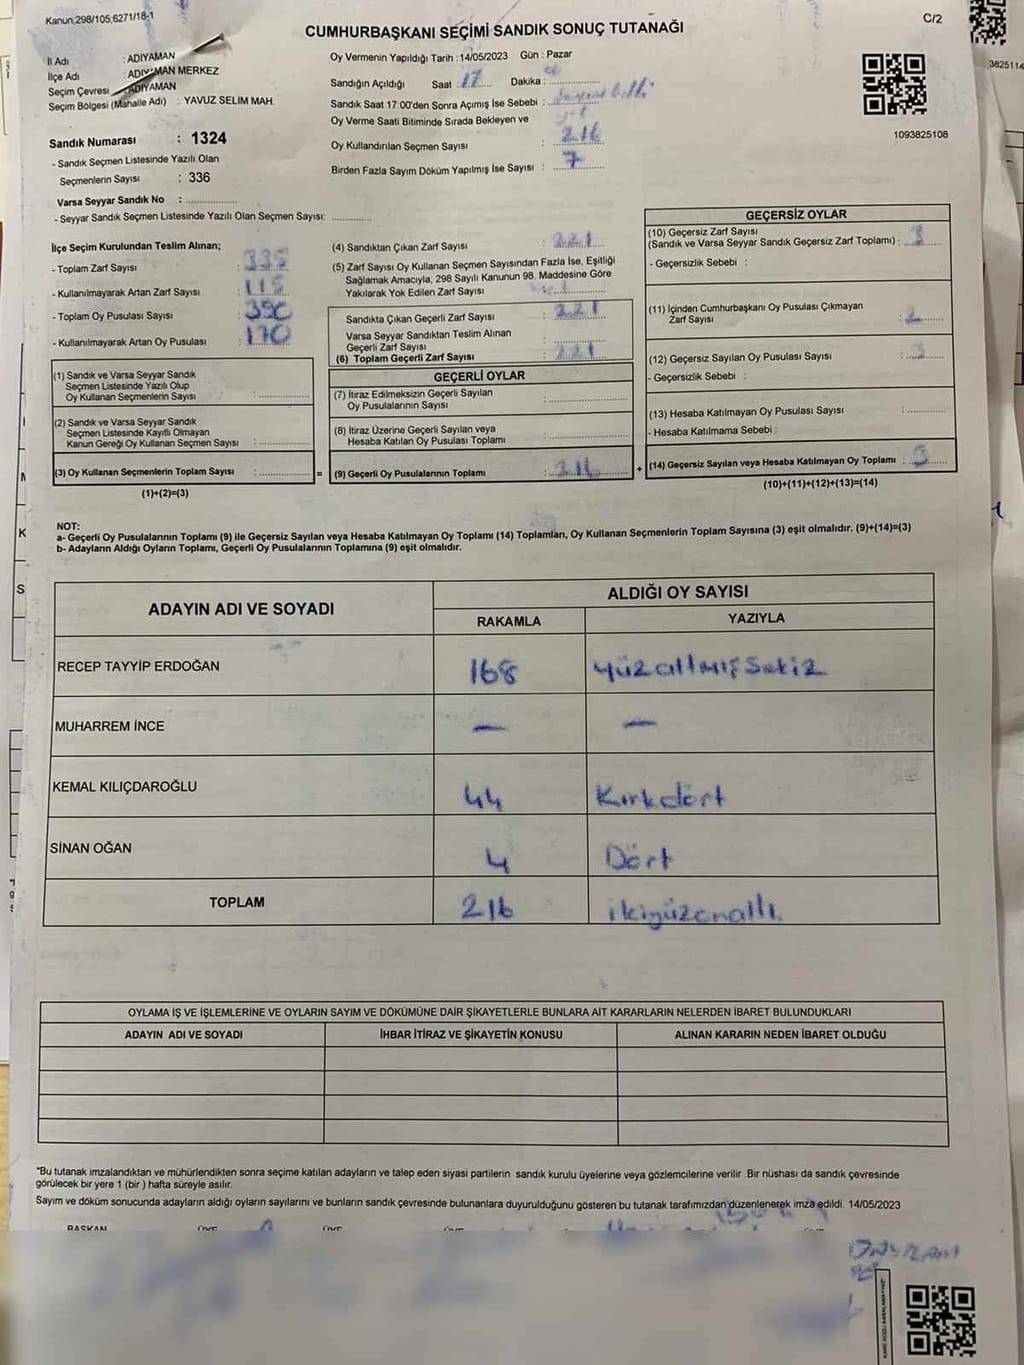 Kanun,298/105;6271/18-1
C/2
CUMHURBAŞKANI SEÇİMİ SANDIK SONUÇ TUTANAĞI
İl Adı : ADIYAMAN
İlçe Adı : ADIYAMAN MERKEZ
Seçim Çevresi ADIYAMAN
Seçim Bölgesi (Mahalle Adı) : YAVUZ SELİM MAH.
Oy Vermenin Yapıldığı Tarih : 14/05/2023 Gün : Pazar
Sandığın Açıldığı Saat : 17 Dakika :
Sandık Saat 17:00'den Sonra Açımış İse Sebebi :
Oy Verme Saati Bitiminde Sırada Bekleyen ve
Oy Kullandırılan Seçmen Sayısı : 216
Birden Fazla Sayım Döküm Yapılmış İse Sayısı : 7
3825114
1093825108
Sandık Numarası : 1324
- Sandık Seçmen Listesinde Yazılı Olan
Seçmenlerin Sayısı : 336
Varsa Seyyar Sandık No :
- Seyyar Sandık Seçmen Listesinde Yazılı Olan Seçmen Sayısı:
İlçe Seçim Kurulundan Teslim Alınan;
- Toplam Zarf Sayısı : 335
- Kullanılmayarak Artan Zarf Sayısı : 115
- Toplam Oy Pusulası Sayısı : 390
- Kullanılmayarak Artan Oy Pusulası : 170
(1) Sandık ve Varsa Seyyar Sandık
Seçmen Listesinde Yazılı Olup
Oy Kullanan Seçmenlerin Sayısı :
(2) Sandık ve Varsa Seyyar Sandık
Seçmen Listesinde Kayıtlı Olmayan
Kanun Gereği Oy Kullanan Seçmen Sayısı :
(3) Oy Kullanan Seçmenlerin Toplam Sayısı :
(1)+(2)=(3)
=
(4) Sandıktan Çıkan Zarf Sayısı : 221
(5) Zarf Sayısı Oy Kullanan Seçmen Sayısından Fazla İse, Eşitliği
Sağlamak Amacıyla; 298 Sayılı Kanunun 98. Maddesine Göre
Yakılarak Yok Edilen Zarf Sayısı :
Sandıkta Çıkan Geçerli Zarf Sayısı : 221
Varsa Seyyar Sandıktan Teslim Alınan
Geçerli Zarf Sayısı :
(6) Toplam Geçerli Zarf Sayısı : 221
GEÇERLİ OYLAR
(7) İtiraz Edilmeksizin Geçerli Sayılan
Oy Pusulalarının Sayısı :
(8) İtiraz Üzerine Geçerli Sayılan veya
Hesaba Katılan Oy Pusulası Toplamı :
(9) Geçerli Oy Pusulalarının Toplamı : 216
+
GEÇERSİZ OYLAR
(10) Geçersiz Zarf Sayısı
(Sandık ve Varsa Seyyar Sandık Geçersiz Zarf Toplamı) : 3
- Geçersizlik Sebebi :
(11) İçinden Cumhurbaşkanı Oy Pusulası Çıkmayan
Zarf Sayısı : 2
(12) Geçersiz Sayılan Oy Pusulası Sayısı :
- Geçersizlik Sebebi :
(13) Hesaba Katılmayan Oy Pusulası Sayısı :
- Hesaba Katılmama Sebebi :
(14) Geçersiz Sayılan veya Hesaba Katılmayan Oy Toplamı :
(10)+(11)+(12)+(13)=(14)
NOT:
a- Geçerli Oy Pusulalarının Toplamı (9) ile Geçersiz Sayılan veya Hesaba Katılmayan Oy Toplamı (14) Toplamları, Oy Kullanan Seçmenlerin Toplam Sayısına (3) eşit olmalıdır. (9)+(14)=(3)
b- Adayların Aldığı Oyların Toplamı, Geçerli Oy Pusulalarının Toplamına (9) eşit olmalıdır.
ADAYIN ADI VE SOYADI
ALDIĞI OY SAYISI
RAKAMLA YAZIYLA
RECEP TAYYİP ERDOĞAN 168 yüzaltmışsekiz
MUHARREM İNCE — —
KEMAL KILIÇDAROĞLU 44 Kırkdört
SİNAN OĞAN 4 Dört
TOPLAM 216 ikiyüzonaltı
OYLAMA İŞ VE İŞLEMLERİNE VE OYLARIN SAYIM VE DÖKÜMÜNE DAİR ŞİKAYETLERLE BUNLARA AİT KARARLARIN NELERDEN İBARET BULUNDUKLARI
ADAYIN ADI VE SOYADI İHBAR İTİRAZ VE ŞİKAYETİN KONUSU ALINAN KARARIN NEDEN İBARET OLDUĞU
"Bu tutanak imzalandıktan ve mühürlendikten sonra seçime katılan adayların ve talep eden siyasi partilerin sandık kurulu üyelerine veya gözlemcilerine verilir. Bir nüshası da sandık çevresinde
görülecek bir yere 1 (bir ) hafta süreyle asılır.
Sayım ve döküm sonucunda adayların aldığı oyların sayılarını ve bunların sandık çevresinde bulunanlara duyurulduğunu gösteren bu tutanak tarafımızdan düzenlenerek imza edildi. 14/05/2023
BAŞKAN ÜYE ÜYE ÜYE